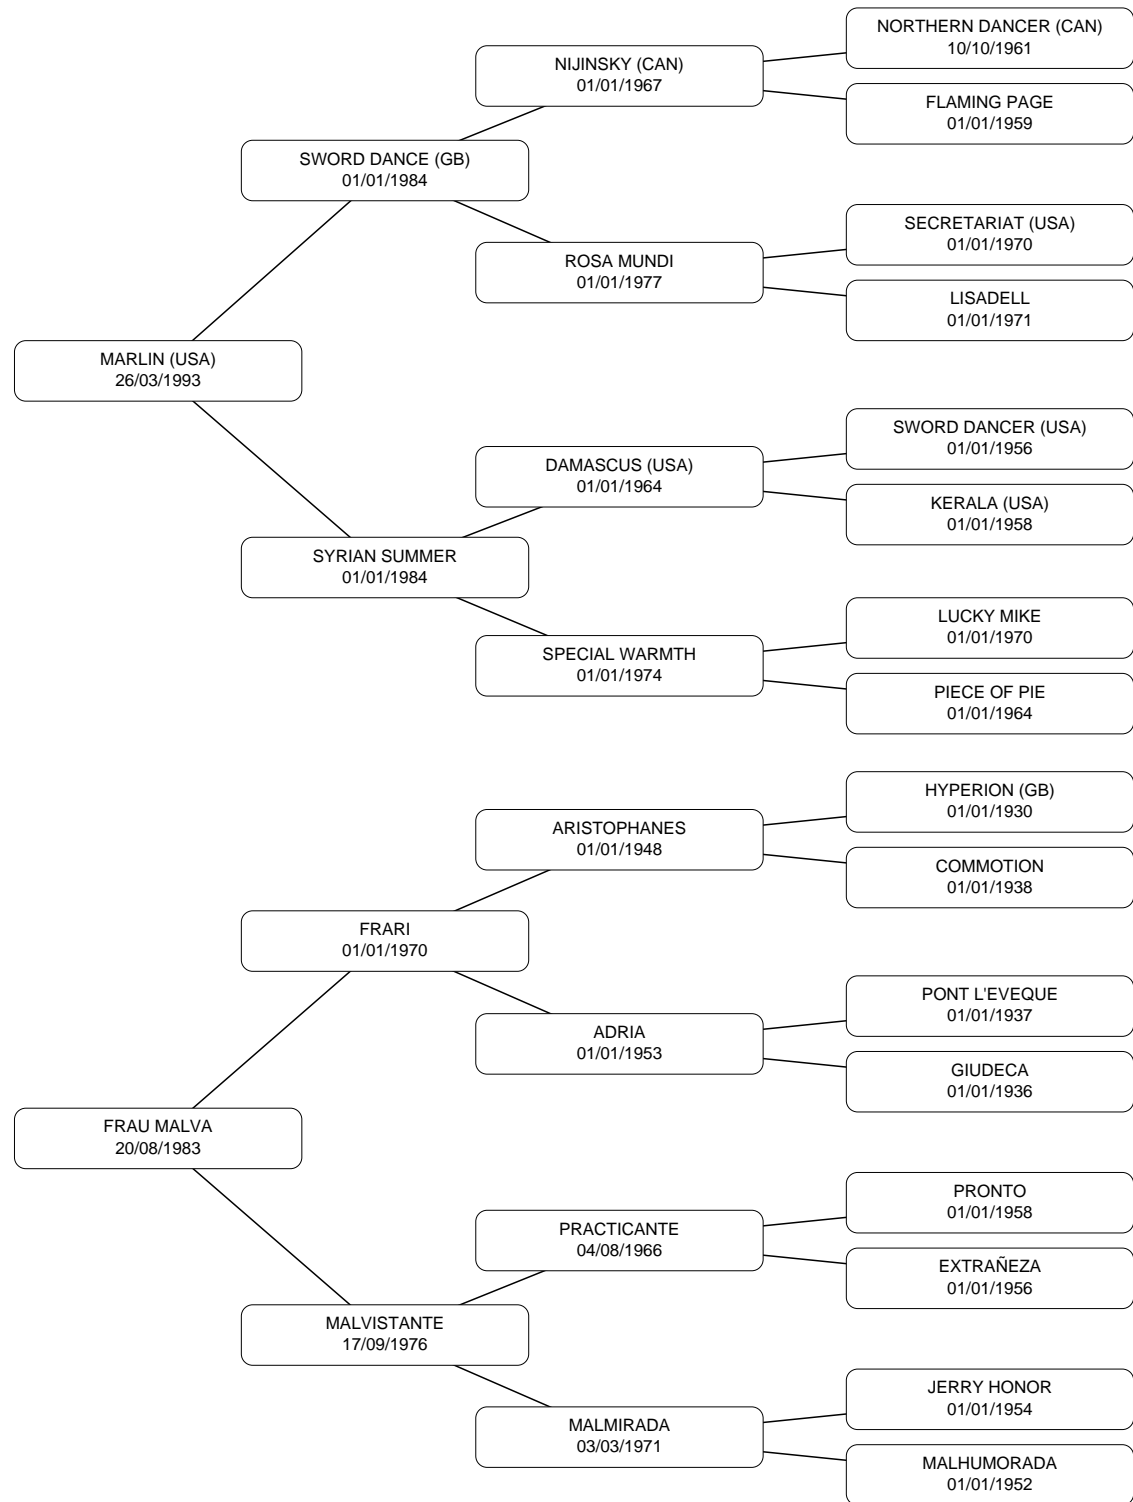 NORTHERN DANCER (CAN)
10/10/1961
NIJINSKY (CAN)
01/01/1967
FLAMING PAGE
01/01/1959
SWORD DANCE (GB)
01/01/1984
SECRETARIAT (USA)
01/01/1970
ROSA MUNDI
01/01/1977
LISADELL
01/01/1971
MARLIN (USA)
26/03/1993
SWORD DANCER (USA)
01/01/1956
DAMASCUS (USA)
01/01/1964
KERALA (USA)
01/01/1958
SYRIAN SUMMER
01/01/1984
LUCKY MIKE
01/01/1970
SPECIAL WARMTH
01/01/1974
PIECE OF PIE
01/01/1964
HYPERION (GB)
01/01/1930
ARISTOPHANES
01/01/1948
COMMOTION
01/01/1938
FRARI
01/01/1970
PONT L'EVEQUE
01/01/1937
ADRIA
01/01/1953
GIUDECA
01/01/1936
FRAU MALVA
20/08/1983
PRONTO
01/01/1958
PRACTICANTE
04/08/1966
EXTRAÑEZA
01/01/1956
MALVISTANTE
17/09/1976
JERRY HONOR
01/01/1954
MALMIRADA
03/03/1971
MALHUMORADA
01/01/1952